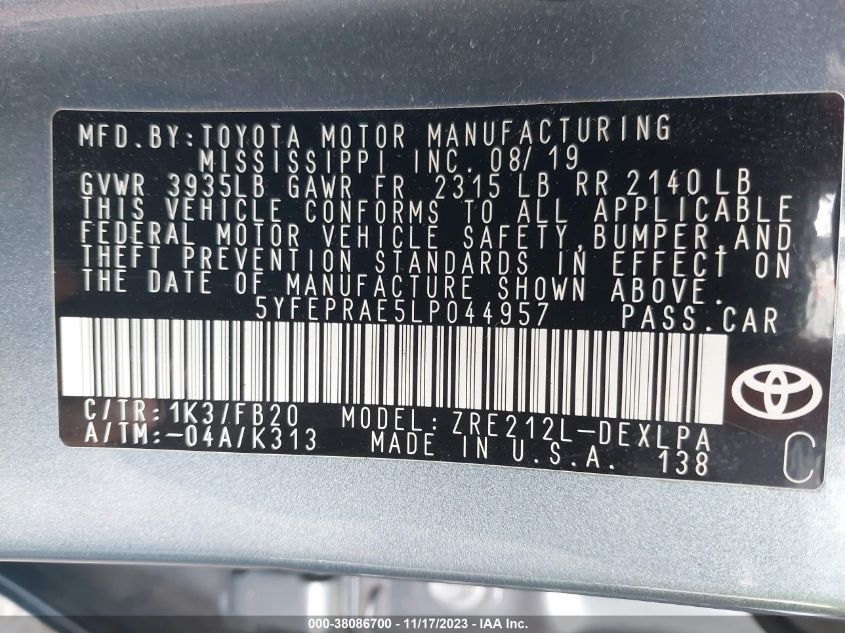 MFD.BY:TOYOTA MOTOR MANUFACTURING
MISSISSIPPI INC. 08/19
GVWR 3935LB GAWR FR 2315 LB RR 2140 LB
THIS VEHICLE CONFORMS TO ALL APPLICABLE
FEDERAL MOTOR VEHICLE SAFETY,BUMPER,AND
THEFT PREVENTION STANDARDS IN EFFECT ON
THE DATE OF MANUFACTURE SHOWN ABOVE.
5YFEPRAE5LP044957 PASS.CAR
C/TR:1K3/FB20 MODEL:ZRE212L-DEXLPA
A/TM:-04A/K313 MADE IN U.S.A. 138 C
000-38086700 - 11/17/2023 - IAA Inc.